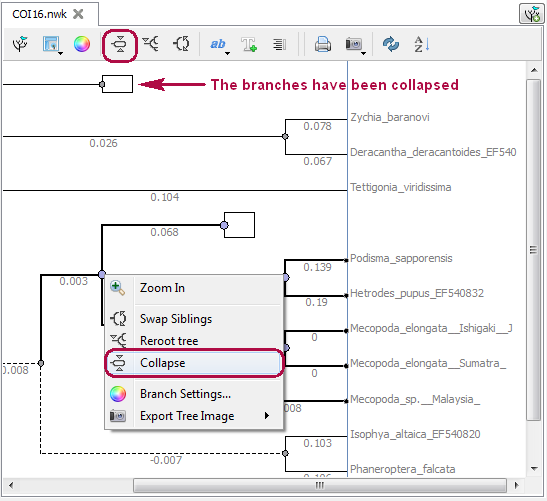 COI16.nwk
ab
T
A
Z
The branches have been collapsed
0.078
Zychia_baranovi
0.026
0.067
Deracantha_deracantoides_EF540
0.104
Tettigonia_viridissima
0.068
0.139
Podisma_sapporensis
0.003
Zoom In
0.19
Hetrodes_pupus_EF540832
Swap Siblings
0
Mecopoda_elongata__Ishigaki__J
Reroot tree
Collapse
0
Mecopoda_elongata__Sumatra_
0.008
Branch Settings...
008
Mecopoda_sp.__Malaysia_
Export Tree Image
0.103
Isophya_altaica_EF540820
-0.007
Phaneroptera_falcata